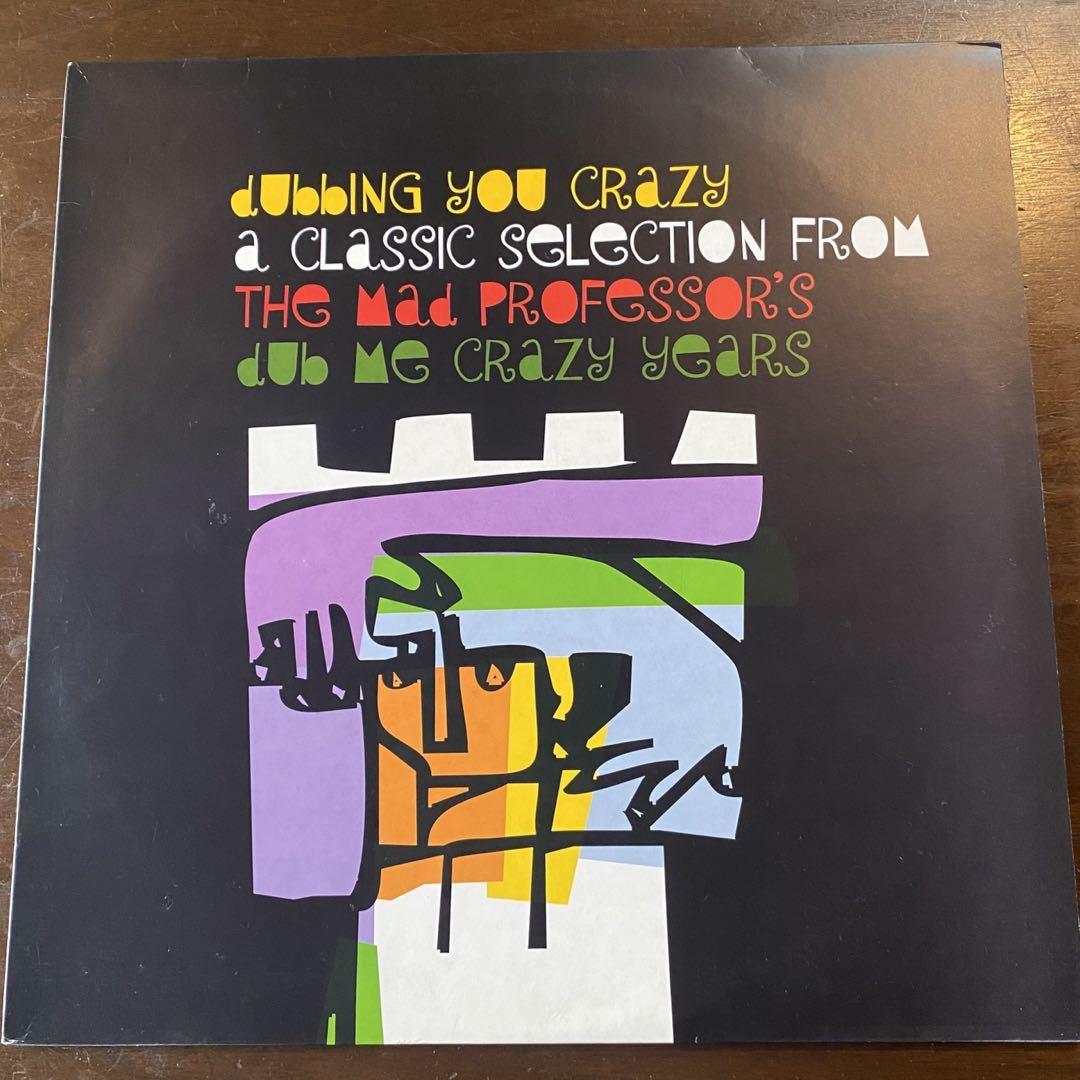 dubbING YOU CRaZY
a CLaSSIC SeLeCTION FROM
THe Mad PROFeSSOR'S
dub Me CRaZY YeaRS